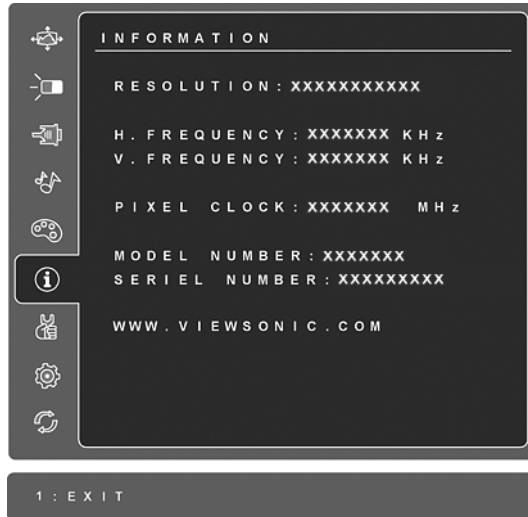 INFORMATION
RESOLUTION: XXXXXXXXXXX
H. FREQUENCY: XXXXXXX KHz
V. FREQUENCY: XXXXXXX KHz
PIXEL CLOCK: XXXXXXX MHz
MODEL NUMBER: XXXXXXX
SERIEL NUMBER: XXXXXXXXX
WWW.VIEWSONIC.COM
1: EXIT